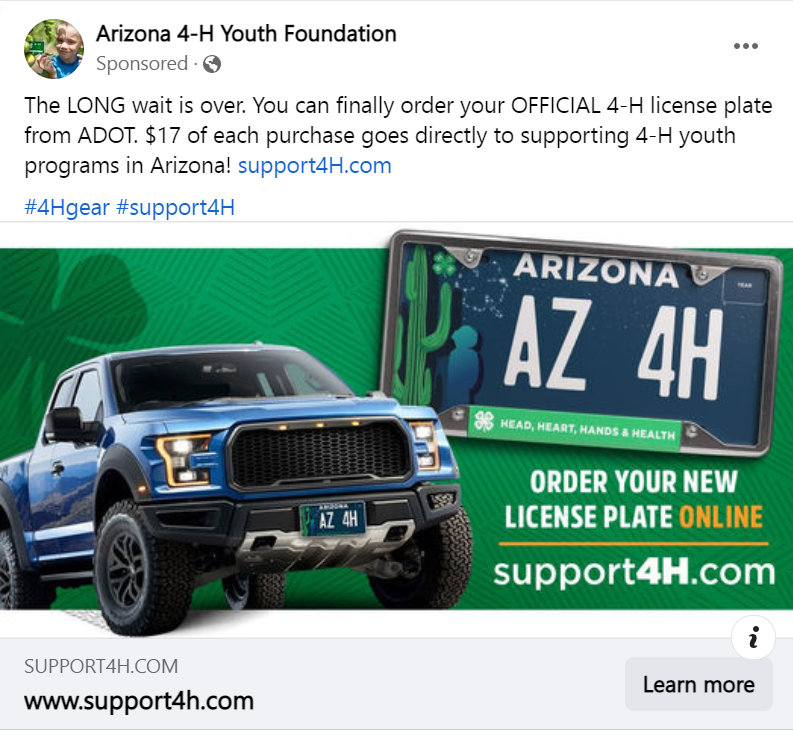 Arizona 4-H Youth Foundation
Sponsored ·
The LONG wait is over. You can finally order your OFFICIAL 4-H license plate
from ADOT. $17 of each purchase goes directly to supporting 4-H youth
programs in Arizona! support4H.com
#4Hgear #support4H
ARIZONA
YEAR
AZ 4H
HEAD, HEART, HANDS & HEALTH
ARIZONA
AZ 4H
ORDER YOUR NEW
LICENSE PLATE ONLINE
support4H.com
i
SUPPORT4H.COM
www.support4h.com
Learn more